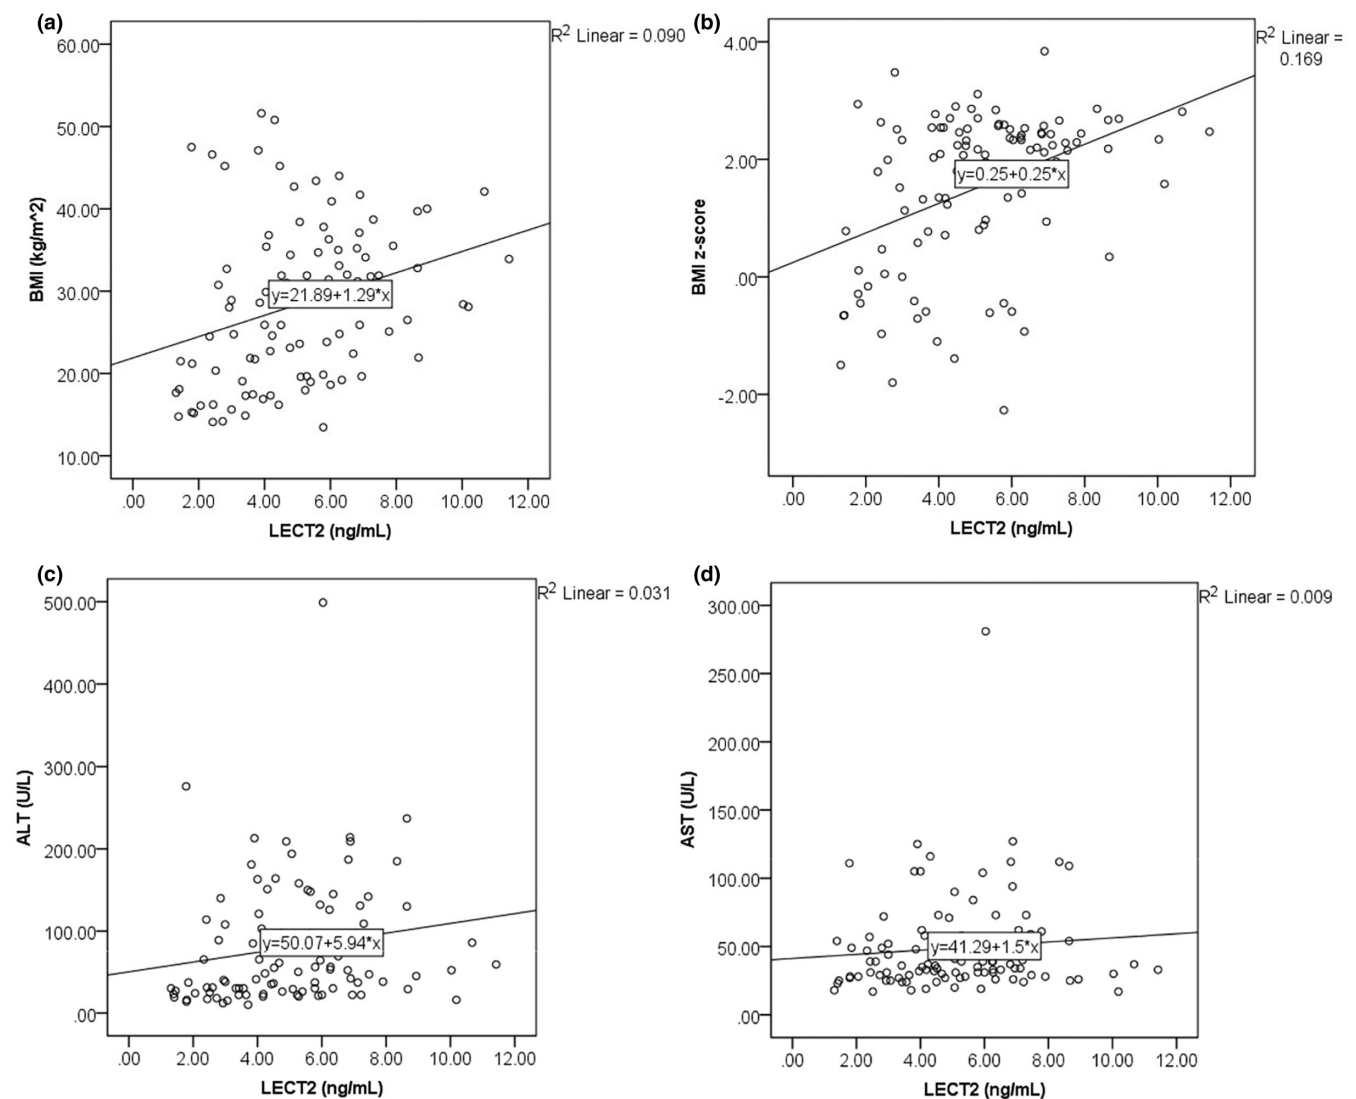 (a)
R2 Linear = 0.090
60.00
50.00
40.00
30.00
20.00
10.00
BMI (kg/m^2)
y=21.89+1.29*x
.00 2.00 4.00 6.00 8.00 10.00 12.00
LECT2 (ng/mL)
(b)
R2 Linear =
0.169
4.00
2.00
.00
-2.00
BMI z-score
y=0.25+0.25*x
.00 2.00 4.00 6.00 8.00 10.00 12.00
LECT2 (ng/mL)
(c)
R2 Linear = 0.031
500.00
400.00
300.00
200.00
100.00
.00
ALT (U/L)
y=50.07+5.94*x
.00 2.00 4.00 6.00 8.00 10.00 12.00
LECT2 (ng/mL)
(d)
R2 Linear = 0.009
300.00
250.00
200.00
150.00
100.00
50.00
.00
AST (U/L)
y=41.29+1.5*x
.00 2.00 4.00 6.00 8.00 10.00 12.00
LECT2 (ng/mL)